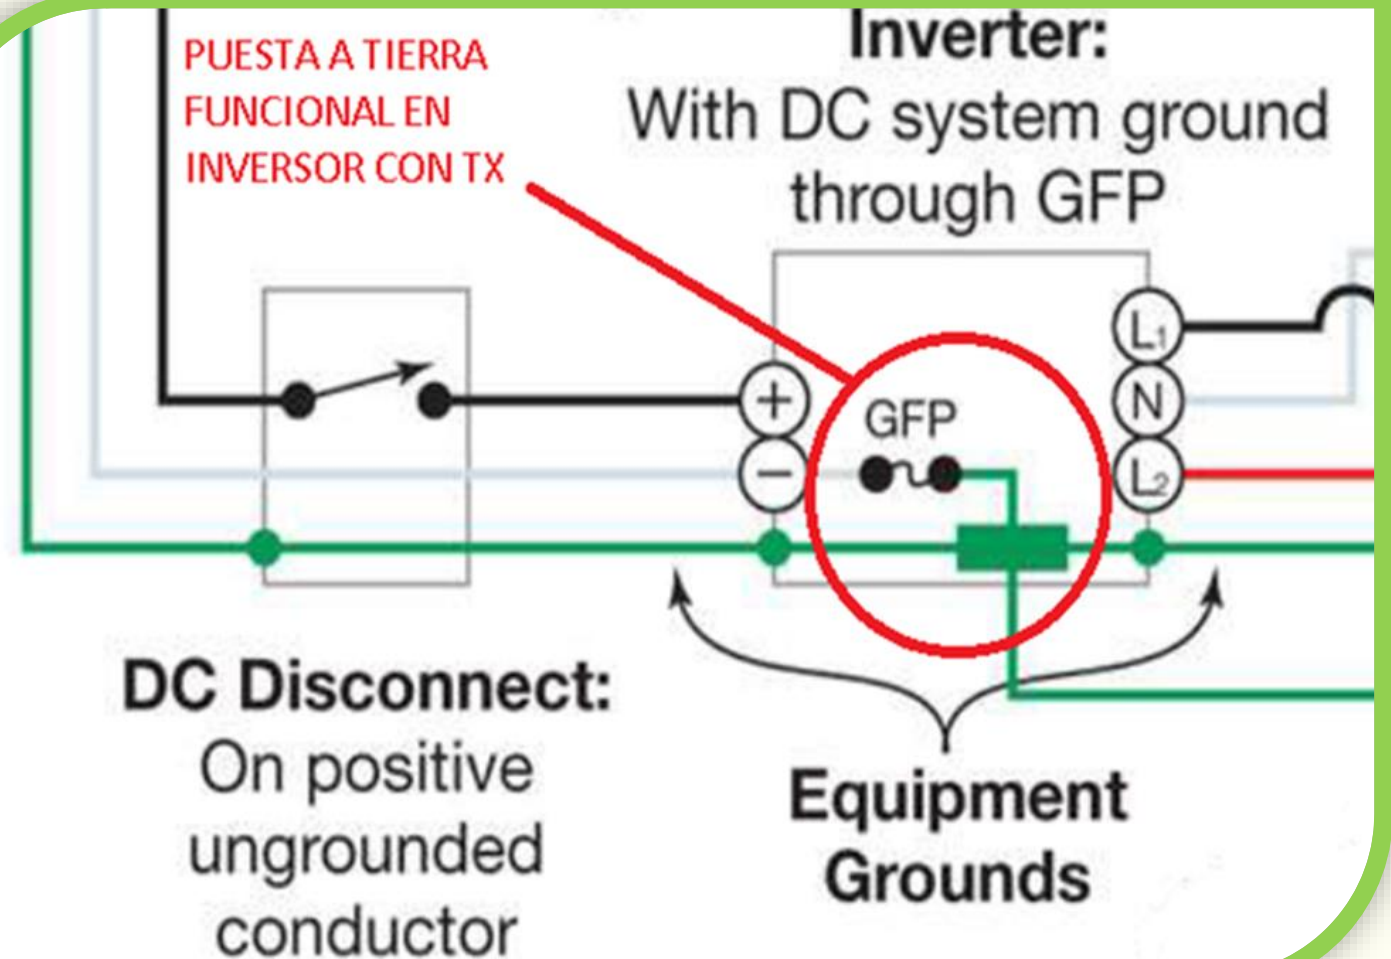 PUESTA A TIERRA
FUNCIONAL EN
INVERSOR CON TX
Inverter:
With DC system ground
through GFP
L1
+
GFP
N
−
L2
DC Disconnect:
On positive
ungrounded
conductor
Equipment
Grounds